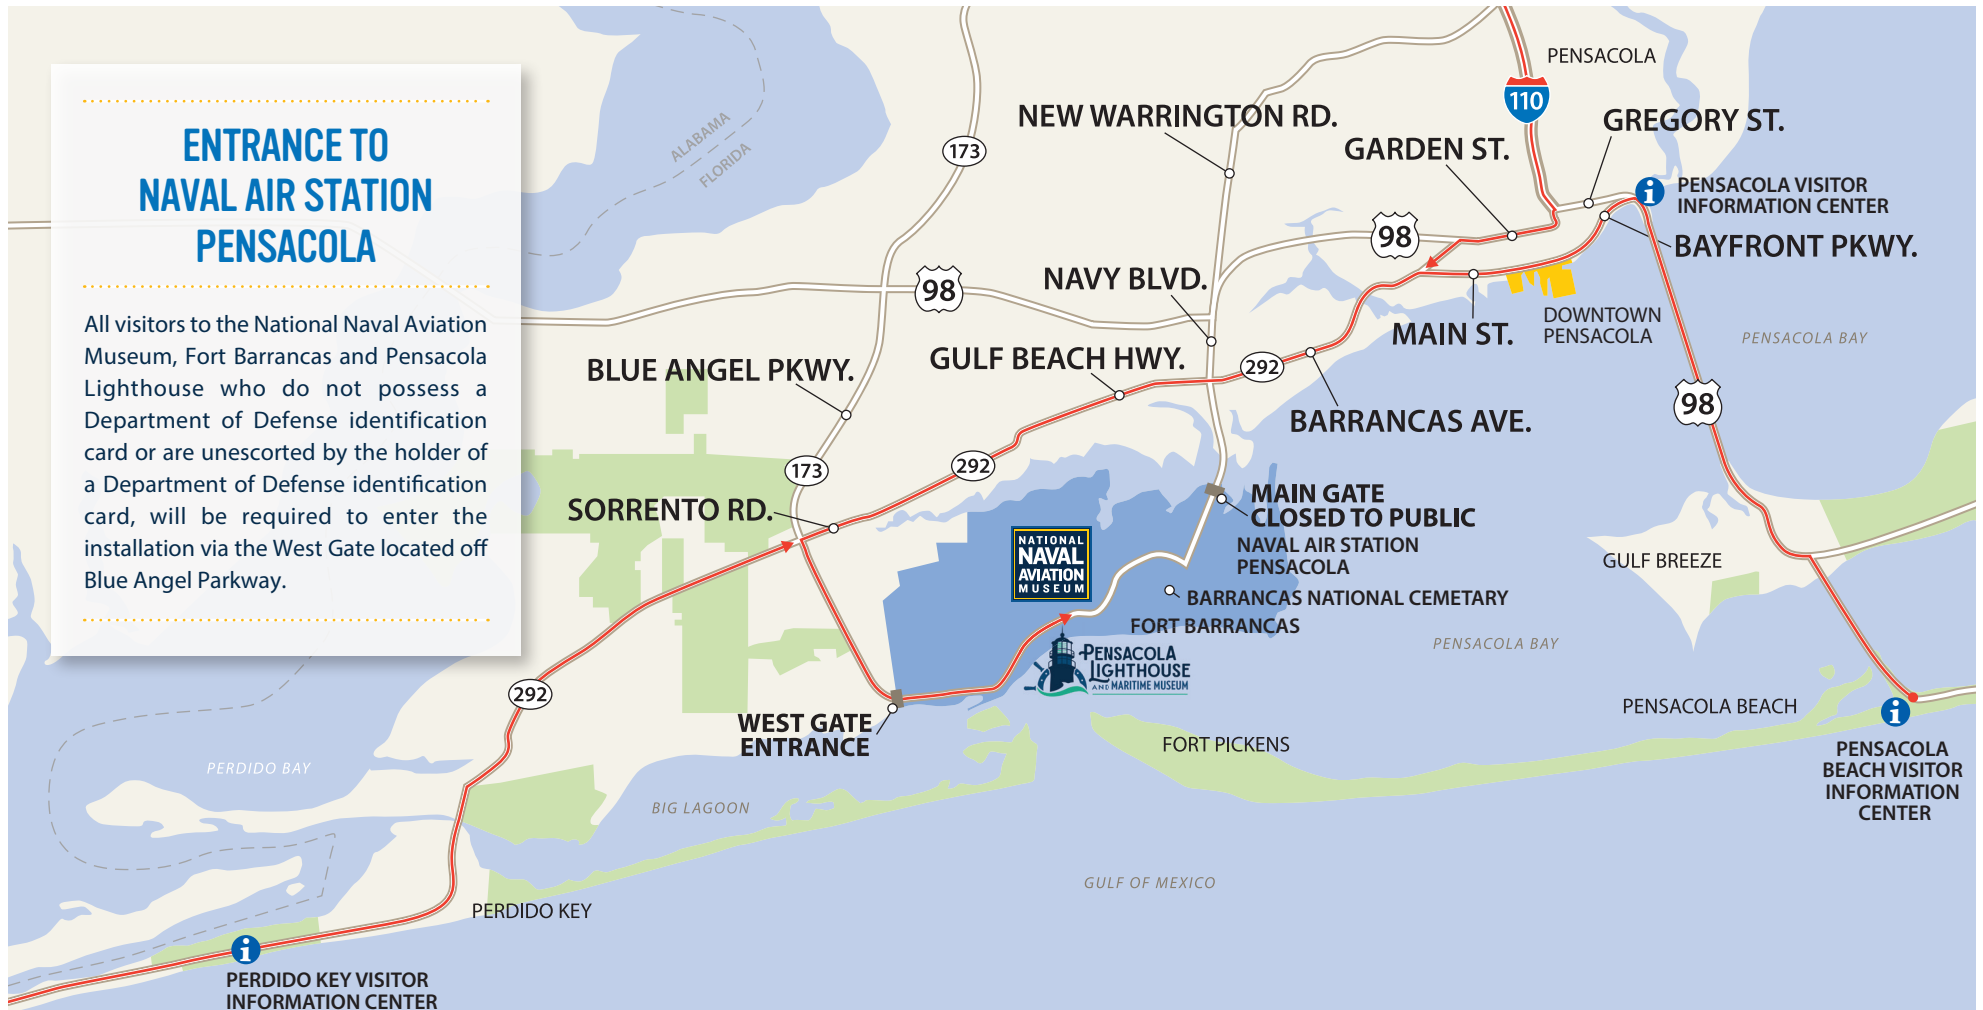 ENTRANCE TO
NAVAL AIR STATION
PENSACOLA
All visitors to the National Naval Aviation
Museum, Fort Barrancas and Pensacola
Lighthouse who do not possess a
Department of Defense identification
card or are unescorted by the holder of
a Department of Defense identification
card, will be required to enter the
installation via the West Gate located off
Blue Angel Parkway.
ALABAMA
FLORIDA
173
NEW WARRINGTON RD.
PENSACOLA
110
GREGORY ST.
GARDEN ST.
PENSACOLA VISITOR
INFORMATION CENTER
BAYFRONT PKWY.
98
98
NAVY BLVD.
MAIN ST.
DOWNTOWN
PENSACOLA
PENSACOLA BAY
BLUE ANGEL PKWY.
GULF BEACH HWY.
292
98
BARRANCAS AVE.
173
292
SORRENTO RD.
MAIN GATE
CLOSED TO PUBLIC
NAVAL AIR STATION
PENSACOLA
NATIONAL
NAVAL
AVIATION
MUSEUM
GULF BREEZE
BARRANCAS NATIONAL CEMETARY
FORT BARRANCAS
PENSACOLA BAY
PENSACOLA
LIGHTHOUSE
AND MARITIME MUSEUM
292
WEST GATE
ENTRANCE
PENSACOLA BEACH
FORT PICKENS
PENSACOLA
BEACH VISITOR
INFORMATION
CENTER
PERDIDO BAY
BIG LAGOON
GULF OF MEXICO
PERDIDO KEY
PERDIDO KEY VISITOR
INFORMATION CENTER